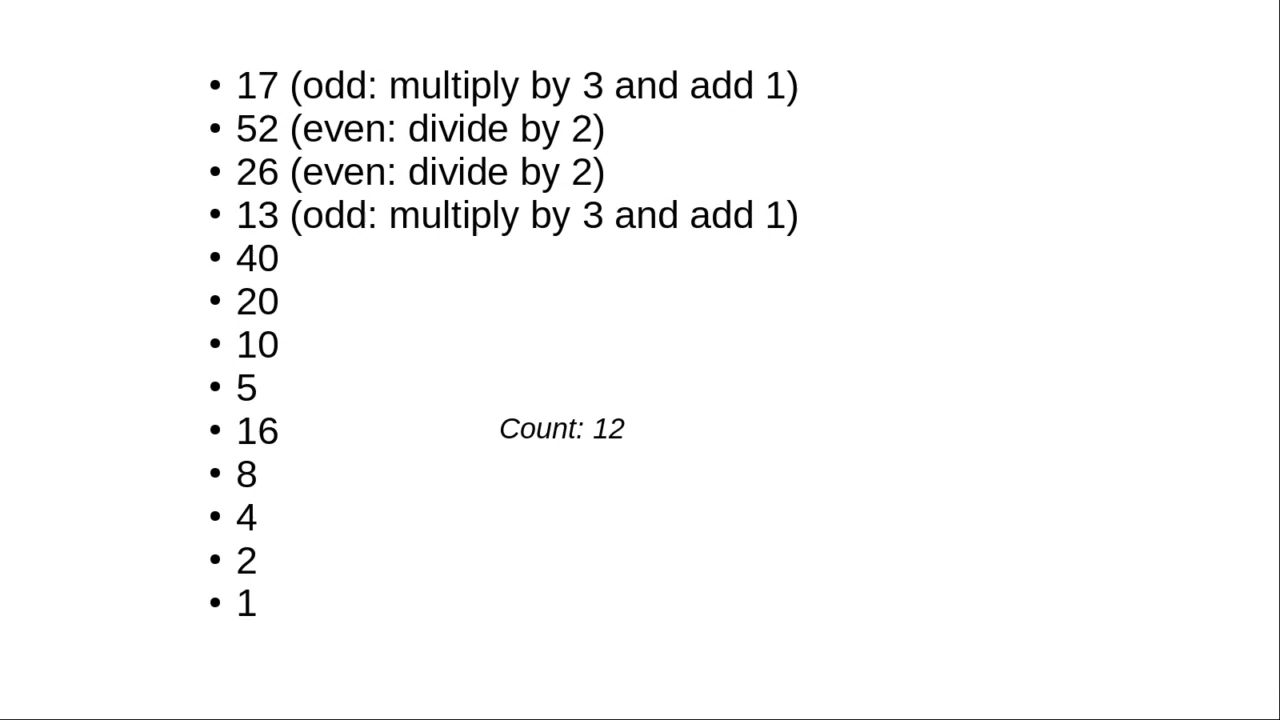 • 17 (odd: multiply by 3 and add 1)
• 52 (even: divide by 2)
• 26 (even: divide by 2)
• 13 (odd: multiply by 3 and add 1)
• 40
• 20
• 10
• 5
• 16
Count: 12
• 8
• 4
• 2
• 1